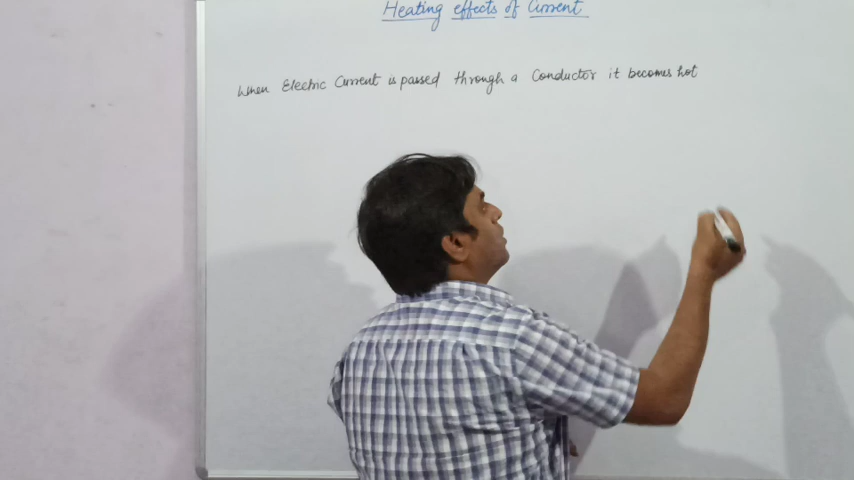 Heating effects of Current
When Electric Current is passed through a Conductor it becomes hot